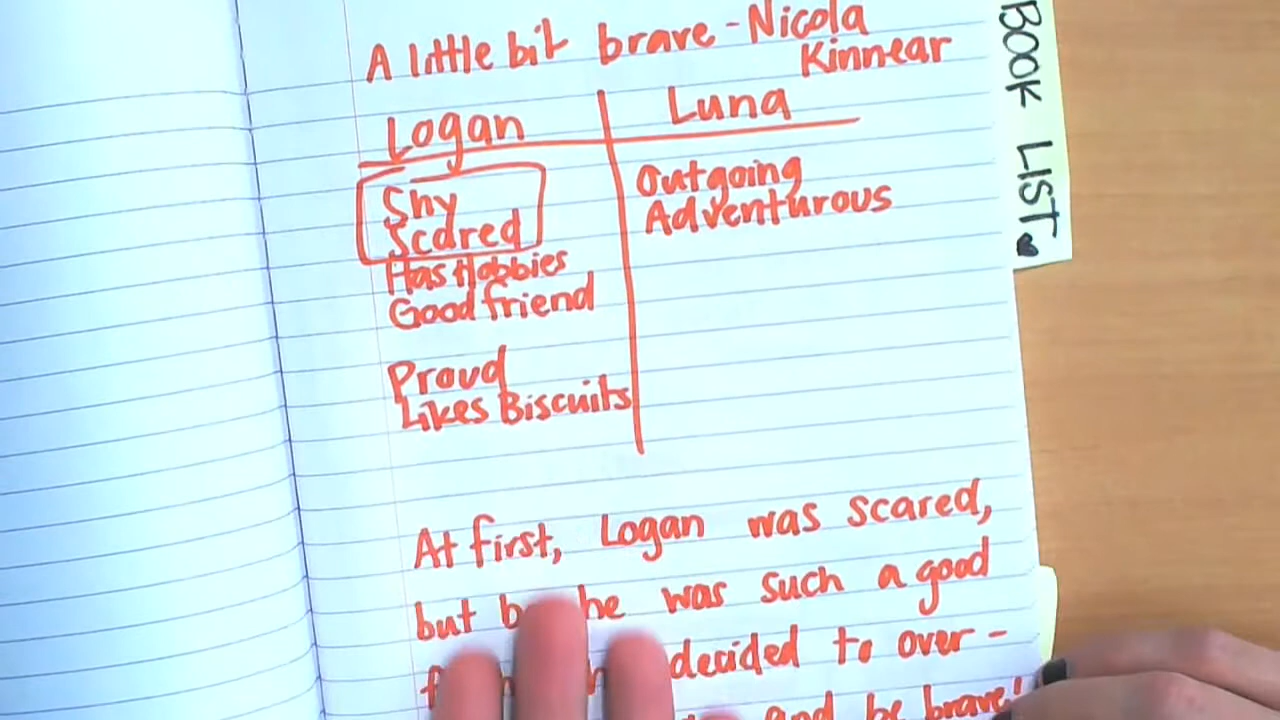 A little bit brave - Nicola
Kinnear
Logan
Luna
Shy
Scared
Has Hobbies
Good friend
Proud
Likes Biscuits
Outgoing
Adventurous
At first, Logan was scared,
but he was such a good
decided to over-
and be brave!
BOOK LIST